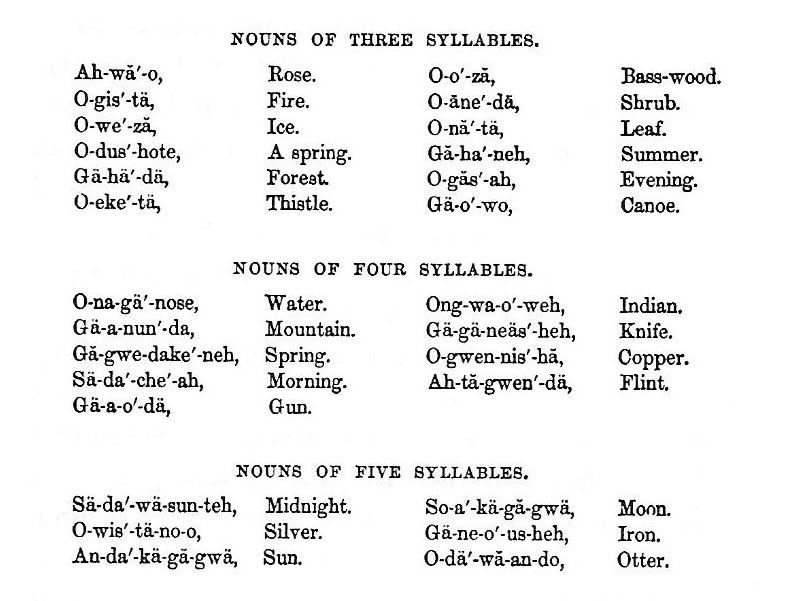 NOUNS OF THREE SYLLABLES.
Ah-wă′-o, Rose. O-o′-ză, Bass-wood.
O-gis′-tä, Fire. O-āne′-dă, Shrub.
O-we′-ză, Ice. O-nă′-tä, Leaf.
O-dus′-hote, A spring. Gă-ha′-neh, Summer.
Gä-hä′-dä, Forest. O-găs′-ah, Evening.
O-eke′-tä, Thistle. Gä-o′-wo, Canoe.
NOUNS OF FOUR SYLLABLES.
O-na-gä′-nose, Water. Ong-wa-o′-weh, Indian.
Gä-a-nun′-da, Mountain. Gä-gä-neäs′-heh, Knife.
Gă-gwe-dake′-neh, Spring. O-gwen-nis′-hă, Copper.
Sä-da′-che′-ah, Morning. Ah-tă-gwen′-dä, Flint.
Gä-a-o′-dä, Gun.
NOUNS OF FIVE SYLLABLES.
Sä-da′-wä-sun-teh, Midnight. So-a′-kä-gă-gwä, Moon.
O-wis′-tä-no-o, Silver. Gä-ne-o′-us-heh, Iron.
An-da′-kä-gă-gwä, Sun. O-dä′-wă-an-do, Otter.